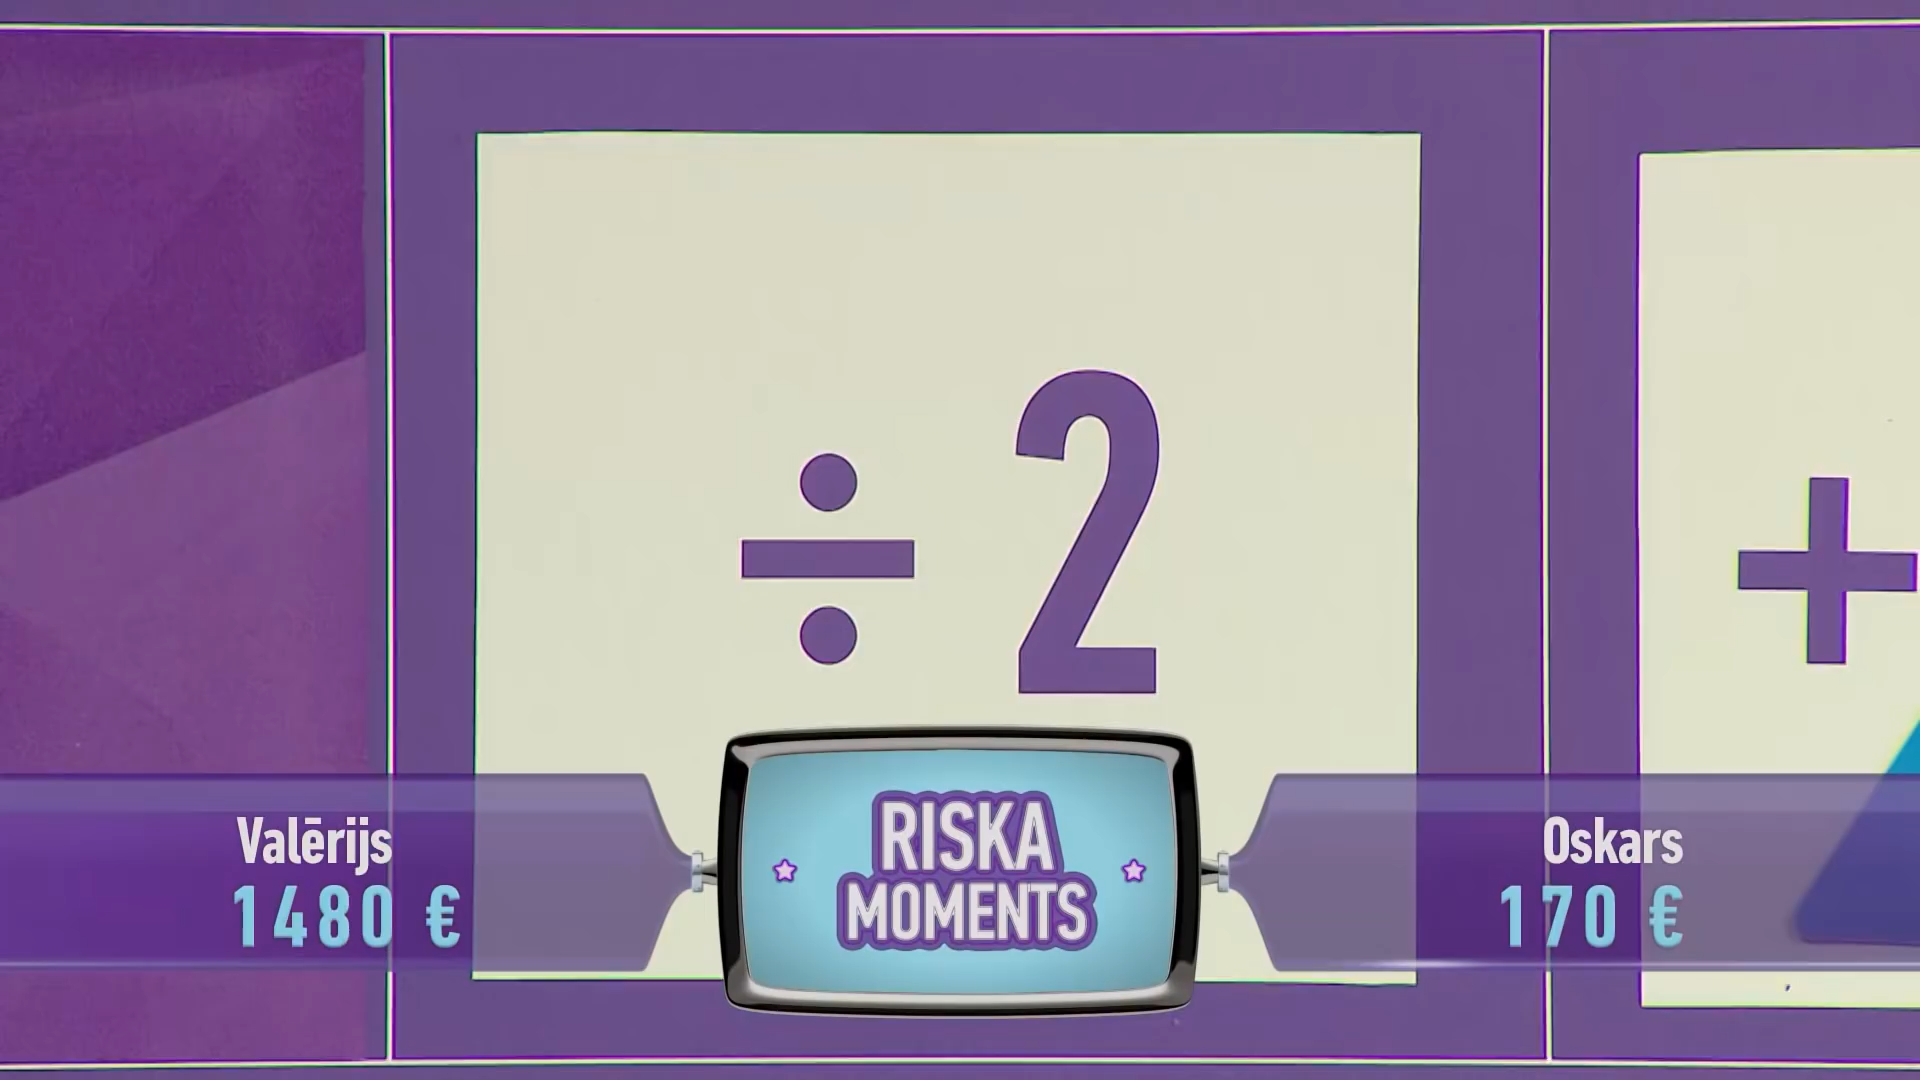 ÷ 2
+
Valērijs
1480 €
RISKA
MOMENTS
Oskars
170 €